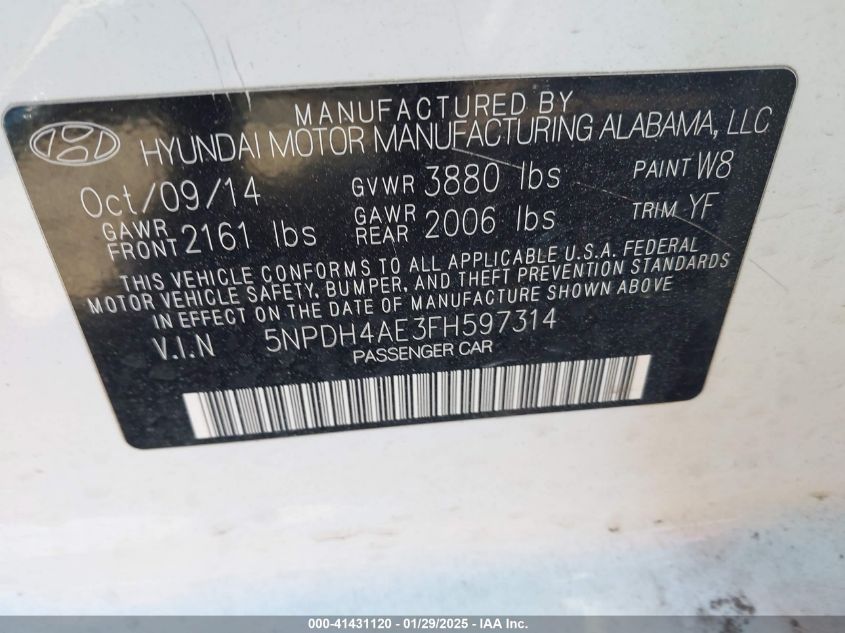 MANUFACTURED BY
HYUNDAI MOTOR MANUFACTURING ALABAMA, LLC
Oct/09/14 GVWR 3880 lbs PAINT W8
GAWR FRONT 2161 lbs GAWR REAR 2006 lbs TRIM YF
THIS VEHICLE CONFORMS TO ALL APPLICABLE U.S.A. FEDERAL
MOTOR VEHICLE SAFETY, BUMPER, AND THEFT PREVENTION STANDARDS
IN EFFECT ON THE DATE OF MANUFACTURE SHOWN ABOVE
V.I.N 5NPDH4AE3FH597314
PASSENGER CAR
000-41431120 - 01/29/2025 - IAA Inc.